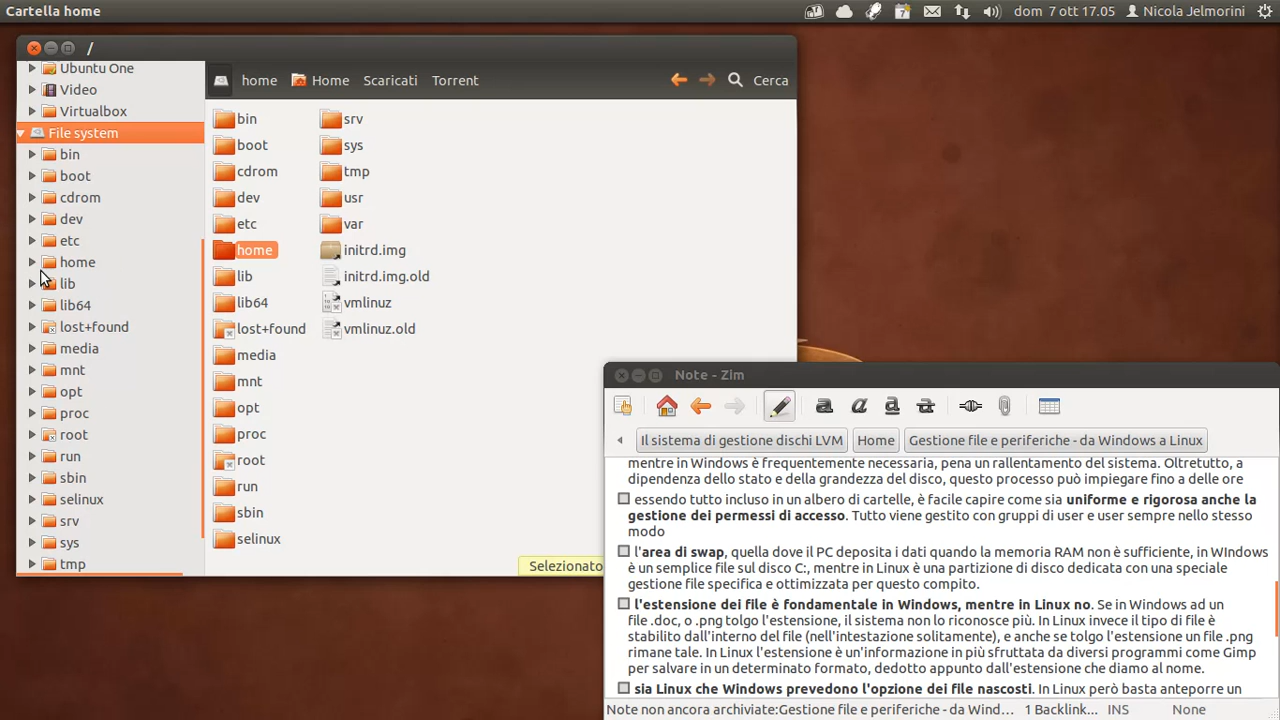 Cartella home
dom 7 ott 17.05
Nicola Jelmorini
/
Ubuntu One
Video
Virtualbox
File system
bin
boot
cdrom
dev
etc
home
lib
lib64
lost+found
media
mnt
opt
proc
root
run
sbin
selinux
srv
sys
tmp
home
Home
Scaricati
Torrent
Cerca
bin
boot
cdrom
dev
etc
home
lib
lib64
lost+found
media
mnt
opt
proc
root
run
sbin
selinux
srv
sys
tmp
usr
var
initrd.img
initrd.img.old
vmlinuz
vmlinuz.old
Selezionato
Note - Zim
Il sistema di gestione dischi LVM
Home
Gestione file e periferiche - da Windows a Linux
mentre in Windows è frequentemente necessaria, pena un rallentamento del sistema. Oltretutto, a
dipendenza dello stato e della grandezza del disco, questo processo può impiegare fino a delle ore
essendo tutto incluso in un albero di cartelle, è facile capire come sia uniforme e rigorosa anche la
gestione dei permessi di accesso. Tutto viene gestito con gruppi di user e user sempre nello stesso
modo
l'area di swap, quella dove il PC deposita i dati quando la memoria RAM non è sufficiente, in WIndows
è un semplice file sul disco C:, mentre in Linux è una partizione di disco dedicata con una speciale
gestione file specifica e ottimizzata per questo compito.
l'estensione dei file è fondamentale in Windows, mentre in Linux no. Se in Windows ad un
file .doc, o .png tolgo l'estensione, il sistema non lo riconosce più. In Linux invece il tipo di file è
stabilito dall'interno del file (nell'intestazione solitamente), e anche se tolgo l'estensione un file .png
rimane tale. In Linux l'estensione è un'informazione in più sfruttata da diversi programmi come Gimp
per salvare in un determinato formato, dedotto appunto dall'estensione che diamo al nome.
sia Linux che Windows prevedono l'opzione dei file nascosti. In Linux però basta anteporre un
Note non ancora archiviate:Gestione file e periferiche - da Wind...
1 Backlink...
INS
None